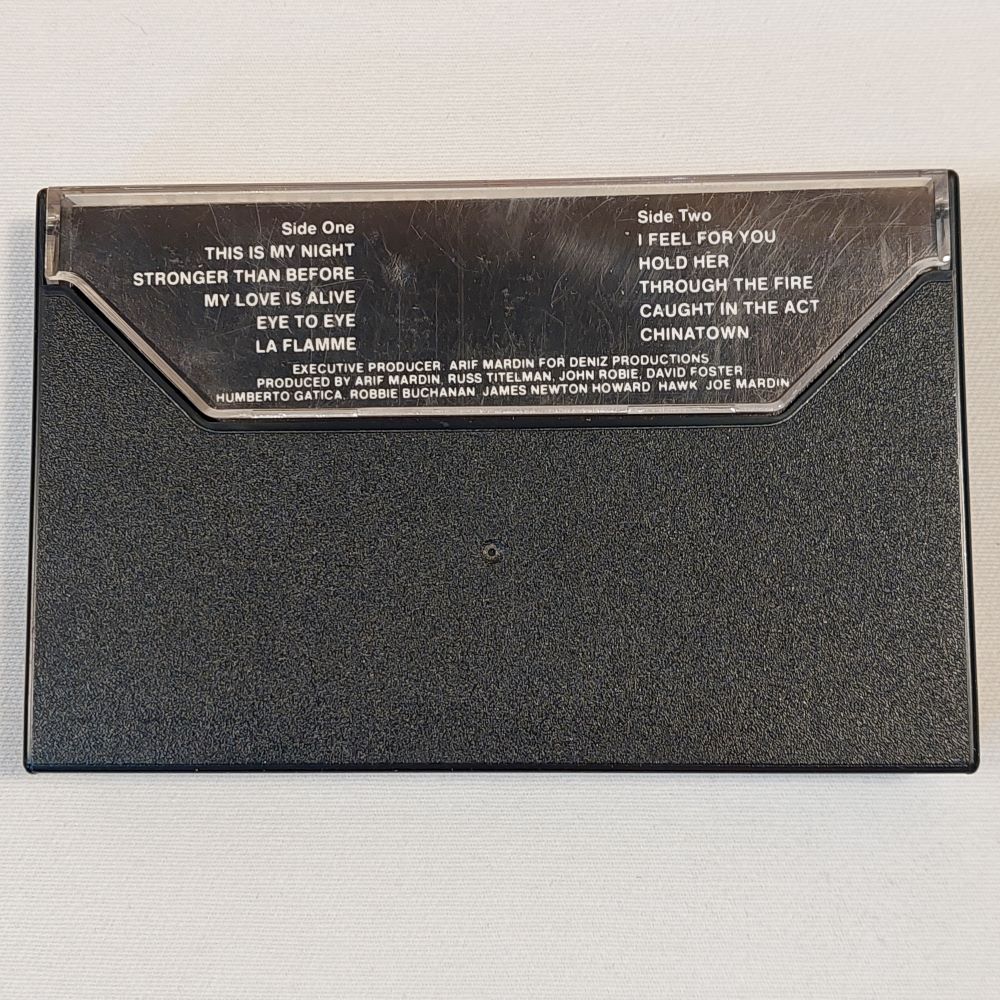 Side One
THIS IS MY NIGHT
STRONGER THAN BEFORE
MY LOVE IS ALIVE
EYE TO EYE
LA FLAMME
Side Two
I FEEL FOR YOU
HOLD HER
THROUGH THE FIRE
CAUGHT IN THE ACT
CHINATOWN
EXECUTIVE PRODUCER: ARIF MARDIN FOR DENIZ PRODUCTIONS
PRODUCED BY ARIF MARDIN, RUSS TITELMAN, JOHN ROBIE, DAVID FOSTER
HUMBERTO GATICA, ROBBIE BUCHANAN, JAMES NEWTON HOWARD, HAWK, JOE MARDIN